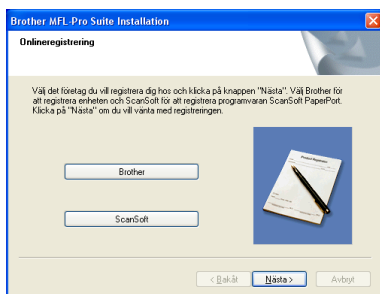 Brother MFL-Pro Suite Installation
Onlineregistrering
Välj det företag du vill registrera dig hos och klicka på knappen "Nästa". Välj Brother för
att registrera enheten och ScanSoft för att registrera programvaran ScanSoft PaperPort.
Klicka på "Nästa" om du vill vänta med registreringen.
Brother
Product Registration
ScanSoft
< Bakåt Nästa > Avbryt